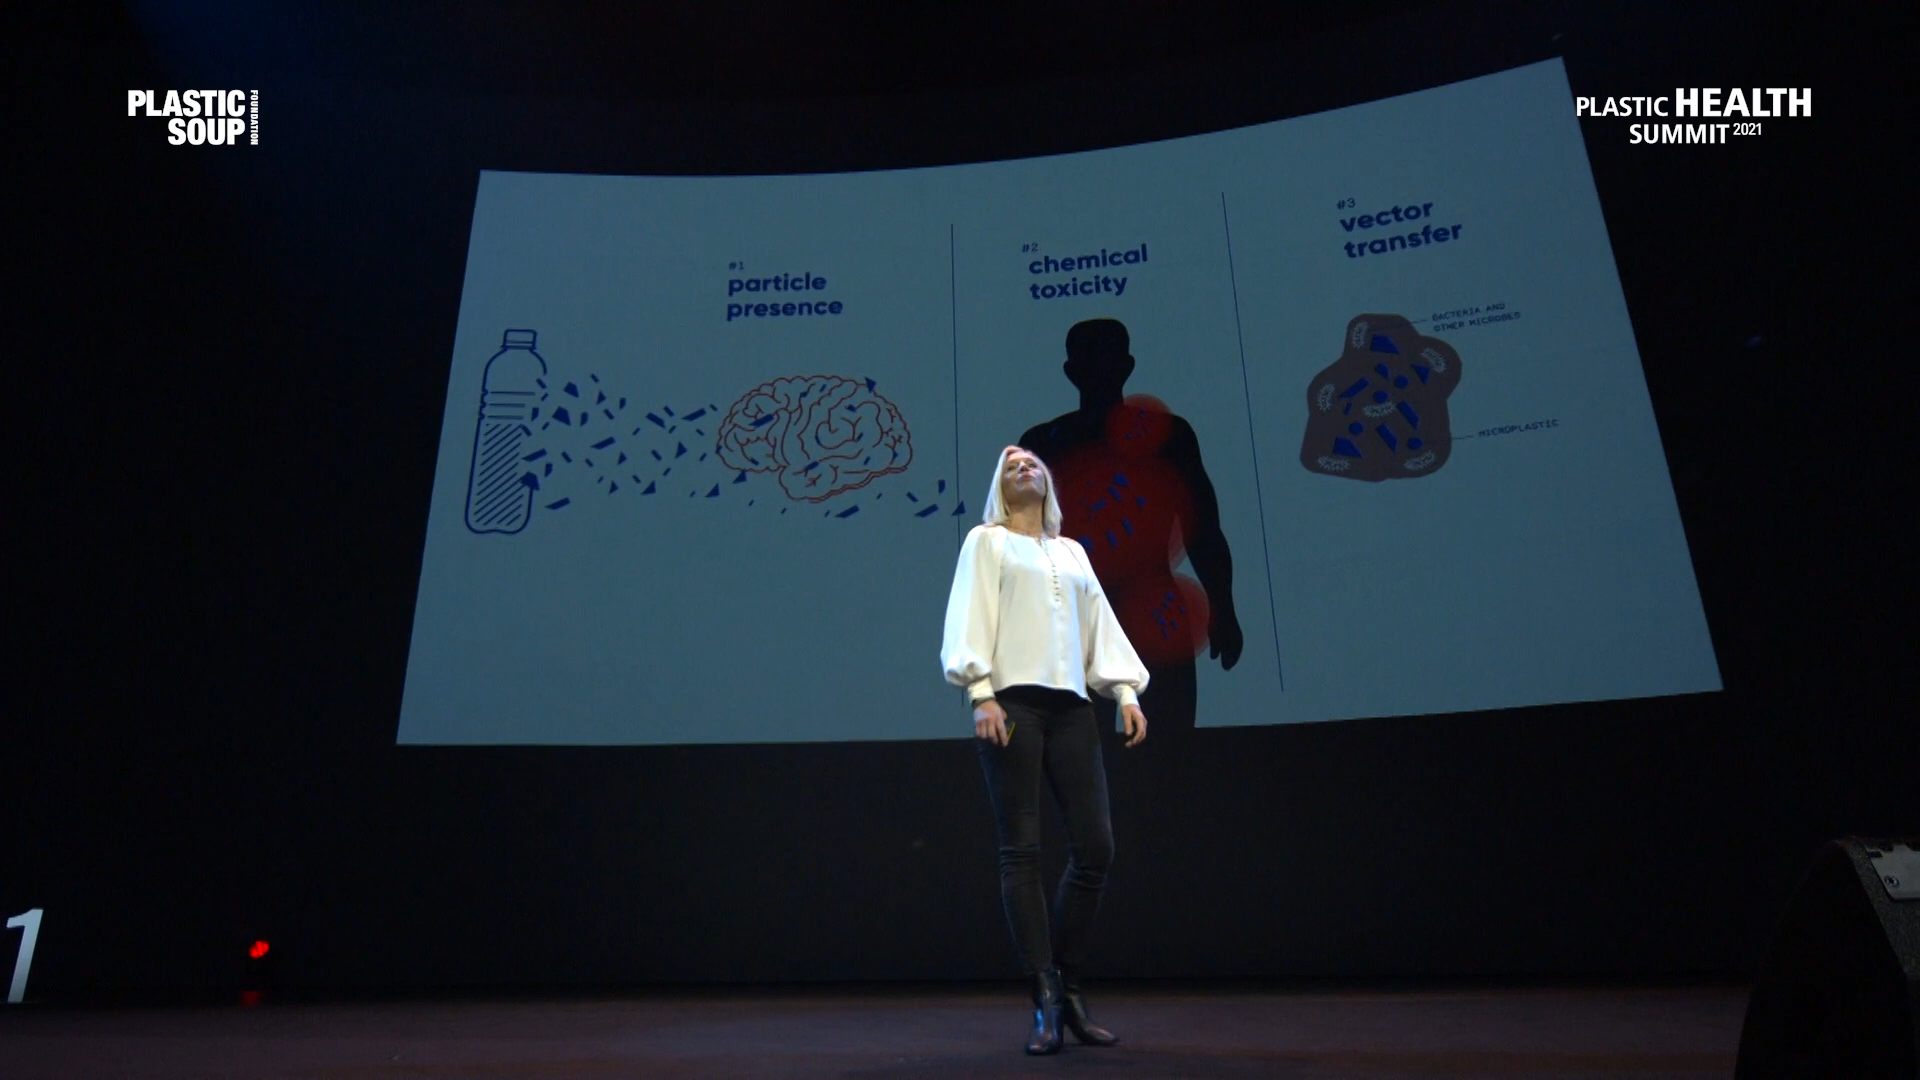 PLASTIC
SOUP
FOUNDATION
PLASTIC HEALTH
SUMMIT 2021
#1
particle
presence
#2
chemical
toxicity
#3
vector
transfer
BACTERIA AND
OTHER MICROBES
MICROPLASTIC
1